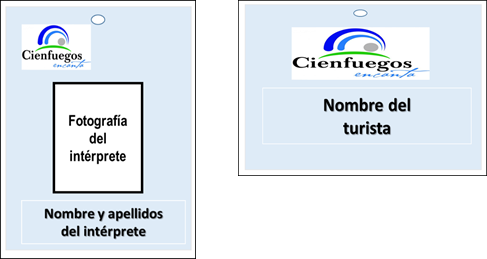 Cienfuegos
encanta
Fotografía
del
intérprete
Nombre y apellidos
del intérprete
Cienfuegos
encanta
Nombre del
turista